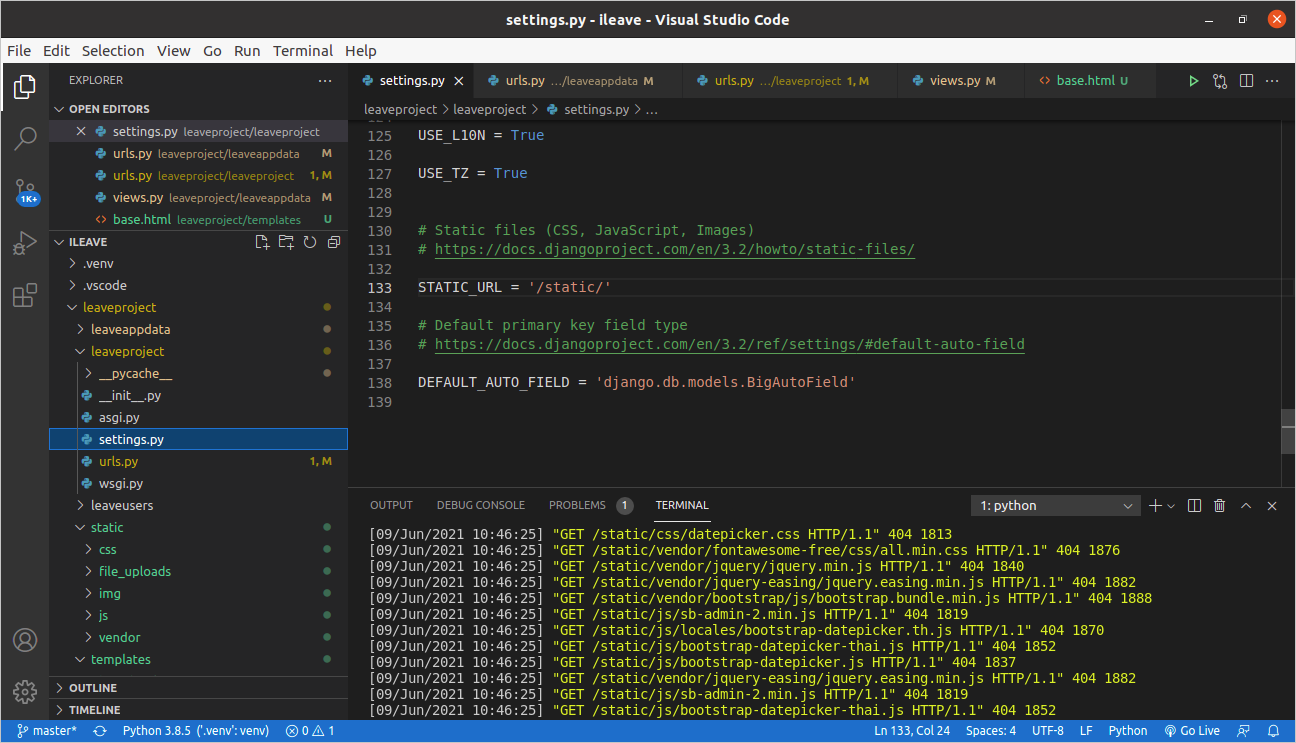 settings.py - ileave - Visual Studio Code
File Edit Selection View Go Run Terminal Help
EXPLORER
OPEN EDITORS
settings.py leaveproject/leaveproject
urls.py leaveproject/leaveappdata M
urls.py leaveproject/leaveproject 1, M
views.py leaveproject/leaveappdata M
base.html leaveproject/templates U
ILEAVE
.venv
.vscode
leaveproject
leaveappdata
leaveproject
__pycache__
__init__.py
asgi.py
settings.py
urls.py 1, M
wsgi.py
leaveusers
static
css
file_uploads
img
js
vendor
templates
OUTLINE
TIMELINE
1K+
settings.py urls.py .../leaveappdata M urls.py .../leaveproject 1, M views.py M base.html U
leaveproject > leaveproject > settings.py > ...
125 USE_L10N = True
126
127 USE_TZ = True
128
129
130 # Static files (CSS, JavaScript, Images)
131 # https://docs.djangoproject.com/en/3.2/howto/static-files/
132
133 STATIC_URL = '/static/'
134
135 # Default primary key field type
136 # https://docs.djangoproject.com/en/3.2/ref/settings/#default-auto-field
137
138 DEFAULT_AUTO_FIELD = 'django.db.models.BigAutoField'
139
OUTPUT DEBUG CONSOLE PROBLEMS 1 TERMINAL 1: python
[09/Jun/2021 10:46:25] "GET /static/css/datepicker.css HTTP/1.1" 404 1813
[09/Jun/2021 10:46:25] "GET /static/vendor/fontawesome-free/css/all.min.css HTTP/1.1" 404 1876
[09/Jun/2021 10:46:25] "GET /static/vendor/jquery/jquery.min.js HTTP/1.1" 404 1840
[09/Jun/2021 10:46:25] "GET /static/vendor/jquery-easing/jquery.easing.min.js HTTP/1.1" 404 1882
[09/Jun/2021 10:46:25] "GET /static/vendor/bootstrap/js/bootstrap.bundle.min.js HTTP/1.1" 404 1888
[09/Jun/2021 10:46:25] "GET /static/js/sb-admin-2.min.js HTTP/1.1" 404 1819
[09/Jun/2021 10:46:25] "GET /static/js/locales/bootstrap-datepicker.th.js HTTP/1.1" 404 1870
[09/Jun/2021 10:46:25] "GET /static/js/bootstrap-datepicker-thai.js HTTP/1.1" 404 1852
[09/Jun/2021 10:46:25] "GET /static/js/bootstrap-datepicker.js HTTP/1.1" 404 1837
[09/Jun/2021 10:46:25] "GET /static/vendor/jquery-easing/jquery.easing.min.js HTTP/1.1" 404 1882
[09/Jun/2021 10:46:25] "GET /static/js/sb-admin-2.min.js HTTP/1.1" 404 1819
[09/Jun/2021 10:46:25] "GET /static/js/bootstrap-datepicker-thai.js HTTP/1.1" 404 1852
master* Python 3.8.5 ('.venv': venv) 0 1 Ln 133, Col 24 Spaces: 4 UTF-8 LF Python Go Live